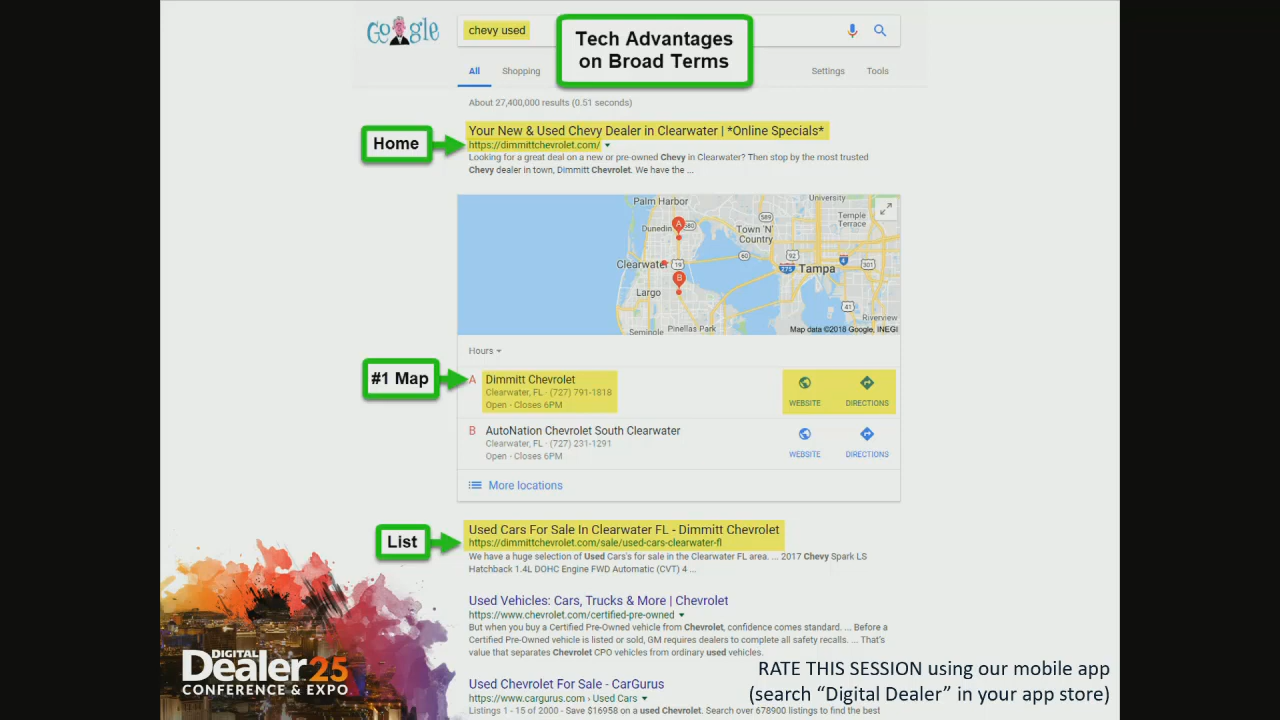 Google
chevy used
Tech Advantages
on Broad Terms
All
Shopping
Settings
Tools
About 27,400,000 results (0.51 seconds)
Home
Your New & Used Chevy Dealer in Clearwater | *Online Specials*
https://dimmittchevrolet.com/
Looking for a great deal on a new or pre-owned Chevy in Clearwater? Then stop by the most trusted
Chevy dealer in town, Dimmitt Chevrolet. We have the ...
Palm Harbor
University
Temple
Terrace
Dunedin
A
580
589
Town 'N'
Country
60
92
4
301
Clearwater
19
275
Tampa
B
Largo
41
Riverview
Seminole
Pinellas Park
Map data ©2018 Google, INEGI
Hours
#1 Map
A
Dimmitt Chevrolet
Clearwater, FL · (727) 791-1818
Open · Closes 6PM
WEBSITE
DIRECTIONS
B
AutoNation Chevrolet South Clearwater
Clearwater, FL · (727) 231-1291
Open · Closes 6PM
WEBSITE
DIRECTIONS
More locations
List
Used Cars For Sale In Clearwater FL - Dimmitt Chevrolet
https://dimmittchevrolet.com/sale/used-cars-clearwater-fl
We have a huge selection of Used Cars's for sale in the Clearwater FL area. ... 2017 Chevy Spark LS
Hatchback 1.4L DOHC Engine FWD Automatic (CVT) 4 ...
Used Vehicles: Cars, Trucks & More | Chevrolet
https://www.chevrolet.com/certified-pre-owned
But when you buy a Certified Pre-Owned vehicle from Chevrolet, confidence comes standard. ... Before a
Certified Pre-Owned vehicle is listed or sold, GM requires dealers to complete all safety recalls. ... That's
value that separates Chevrolet CPO vehicles from ordinary used vehicles.
Used Chevrolet For Sale - CarGurus
https://www.cargurus.com › Used Cars
Listings 1 - 15 of 2000 - Save $16958 on a used Chevrolet. Search over 678900 listings to find the best
DIGITAL
Dealer25
CONFERENCE & EXPO
RATE THIS SESSION using our mobile app
(search “Digital Dealer” in your app store)